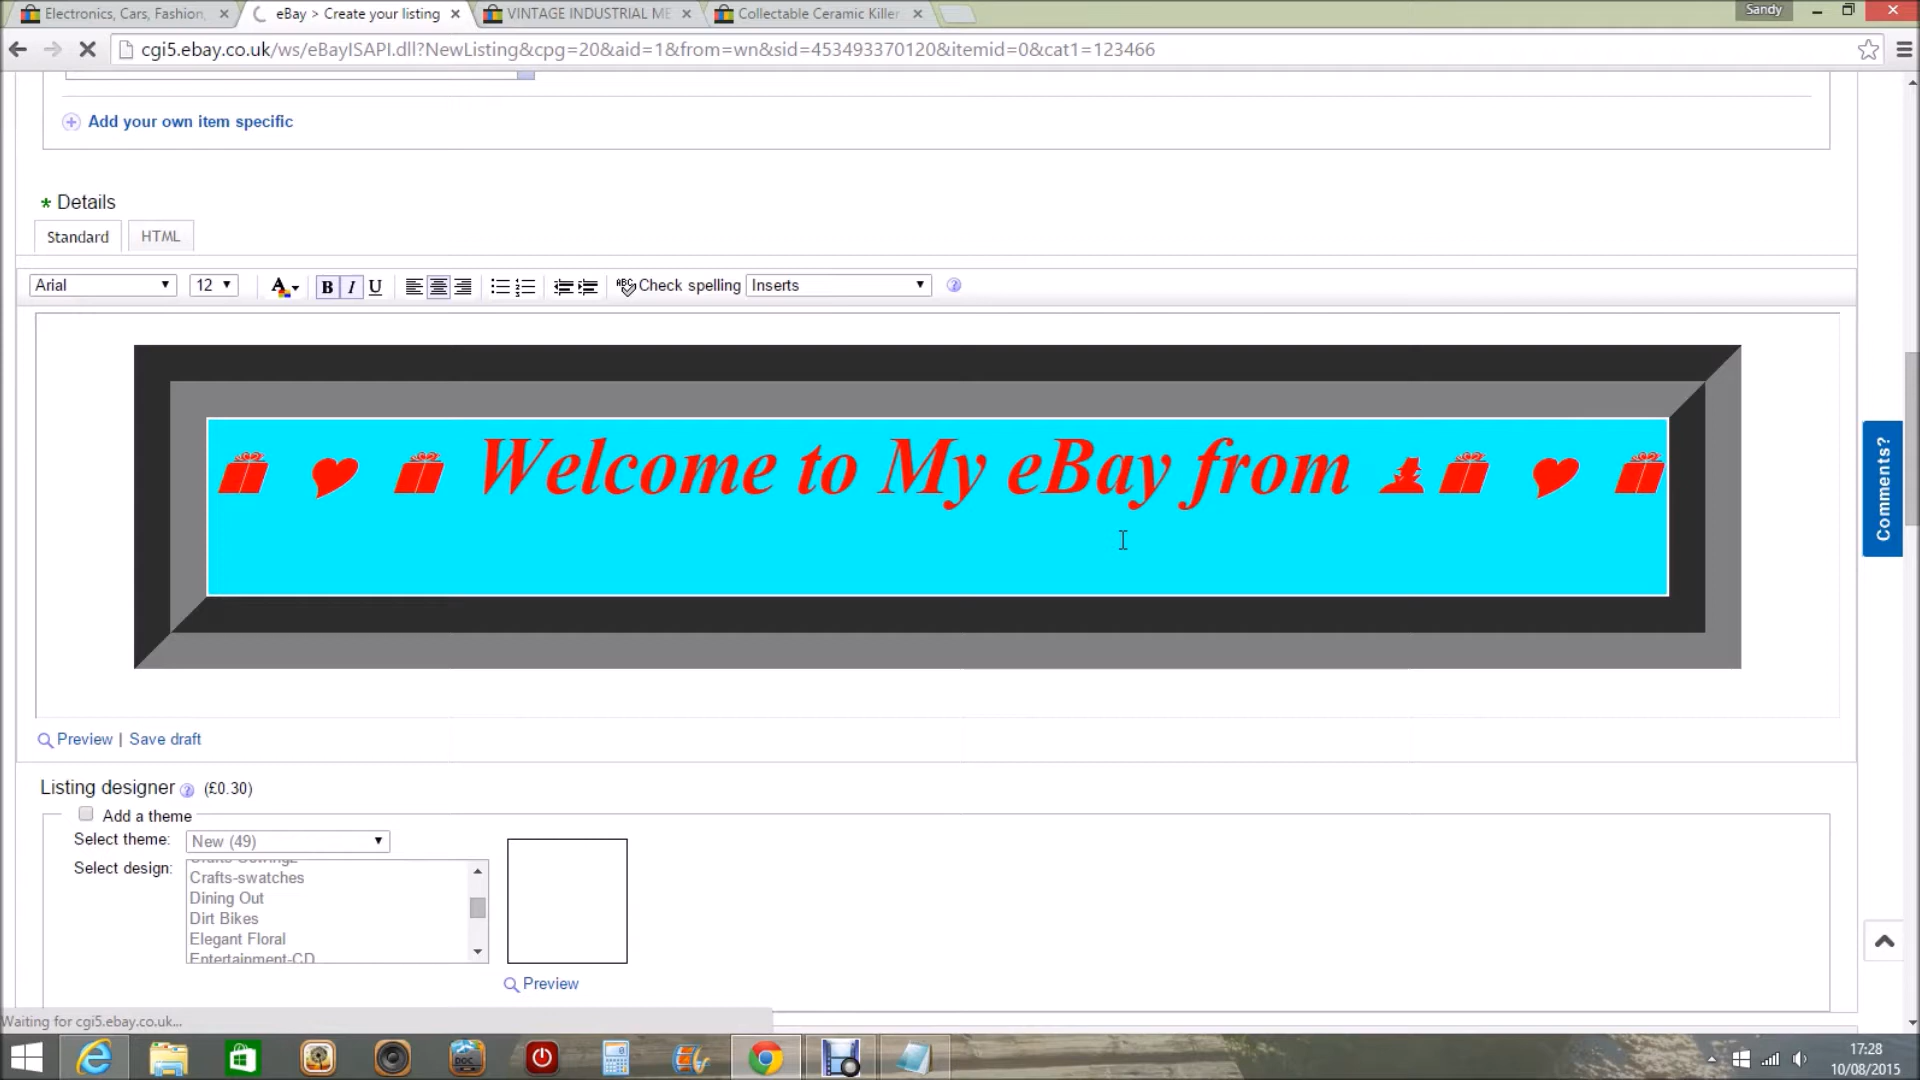 Electronics, Cars, Fashion,
eBay > Create your listing
VINTAGE INDUSTRIAL ME
Collectable Ceramic Killer
Sandy
cgi5.ebay.co.uk/ws/eBayISAPI.dll?NewListing&cpg=20&aid=1&from=wn&sid=453493370120&itemid=0&cat1=123466
Add your own item specific
* Details
Standard
HTML
Arial
12
A
B
I
U
ABC
Check spelling
Inserts
?
Welcome to My eBay from
Comments?
Preview | Save draft
Listing designer ? (£0.30)
Add a theme
Select theme:
New (49)
Select design:
Crafts-Sewing2
Crafts-swatches
Dining Out
Dirt Bikes
Elegant Floral
Entertainment-CD
Preview
Waiting for cgi5.ebay.co.uk...
DOC
17:28
10/08/2015